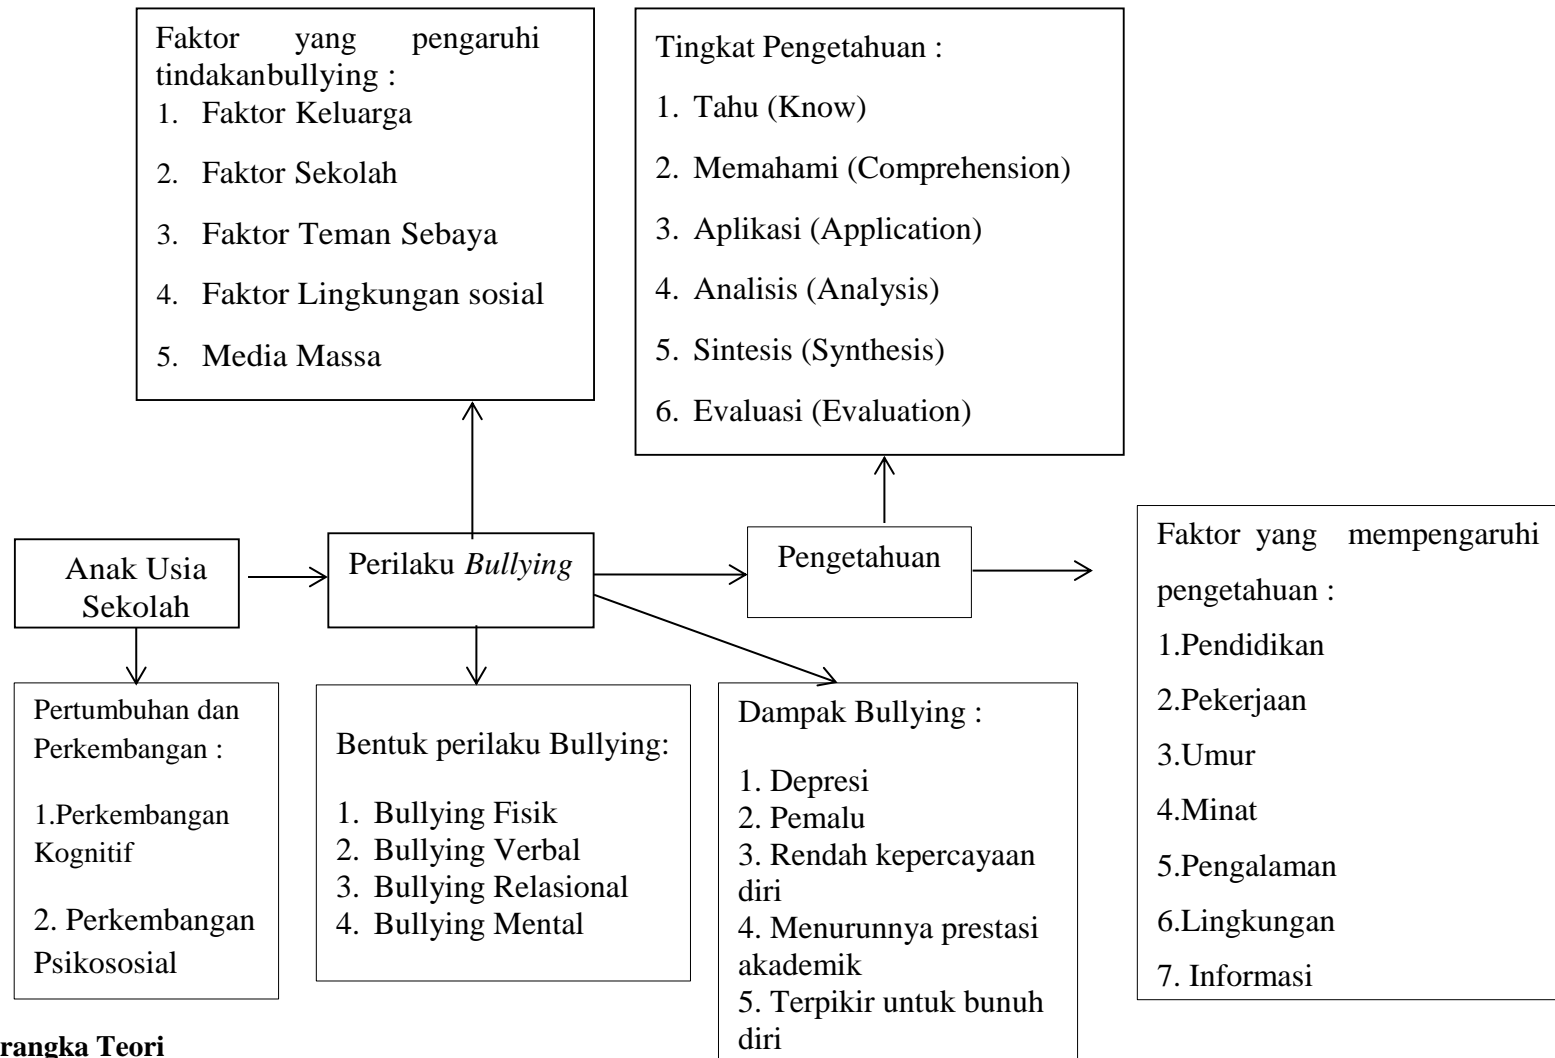 Faktor yang pengaruhi
tindakanbullying :
1. Faktor Keluarga
2. Faktor Sekolah
3. Faktor Teman Sebaya
4. Faktor Lingkungan sosial
5. Media Massa
Tingkat Pengetahuan :
1. Tahu (Know)
2. Memahami (Comprehension)
3. Aplikasi (Application)
4. Analisis (Analysis)
5. Sintesis (Synthesis)
6. Evaluasi (Evaluation)
Anak Usia
Sekolah
Perilaku Bullying
Pengetahuan
Faktor yang mempengaruhi
pengetahuan :
1.Pendidikan
2.Pekerjaan
3.Umur
4.Minat
5.Pengalaman
6.Lingkungan
7. Informasi
Pertumbuhan dan
Perkembangan :
1.Perkembangan
Kognitif
2. Perkembangan
Psikososial
Bentuk perilaku Bullying:
1. Bullying Fisik
2. Bullying Verbal
3. Bullying Relasional
4. Bullying Mental
Dampak Bullying :
1. Depresi
2. Pemalu
3. Rendah kepercayaan
diri
4. Menurunnya prestasi
akademik
5. Terpikir untuk bunuh
diri
rangka Teori